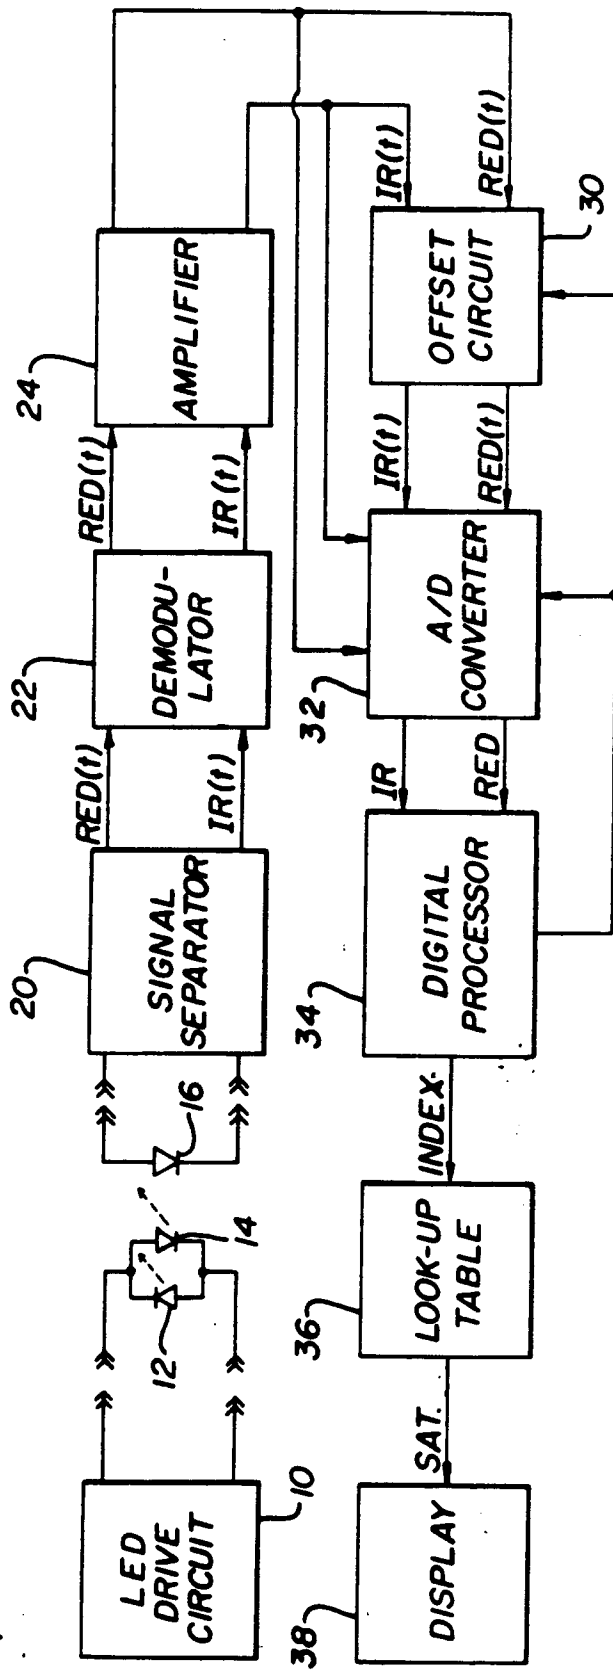 LED
DRIVE
CIRCUIT
10
12
14
16
20
SIGNAL
SEPARATOR
RED(t)
IR(t)
22
DEMODU-
LATOR
RED(t)
IR(t)
24
AMPLIFIER
38
DISPLAY
SAT.
36
LOOK-UP
TABLE
INDEX.
34
DIGITAL
PROCESSOR
IR
RED
32
A/D
CONVERTER
IR(t)
RED(t)
OFFSET
CIRCUIT
30
IR(t)
RED(t)